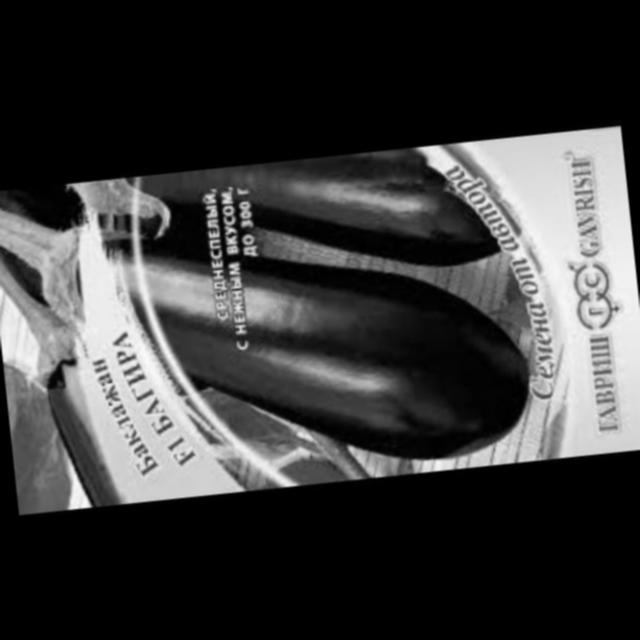 ГАВРИШ GAVRISH®
Семена от автора
СРЕДНЕСПЕЛЫЙ,
С НЕЖНЫМ ВКУСОМ,
ДО 300 Г
Баклажан
F1 БАГИРА